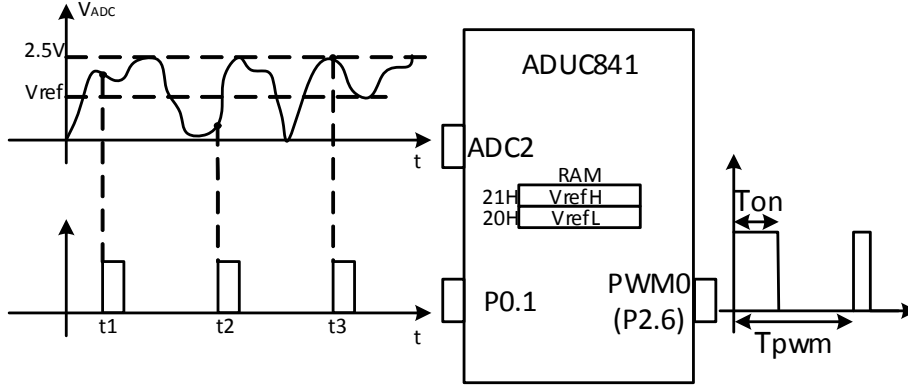 VADC
2.5V
Vref
t
t1
t2
t3
t
ADUC841
ADC2
RAM
21H
VrefH
20H
VrefL
P0.1
PWM0
(P2.6)
Ton
Tpwm